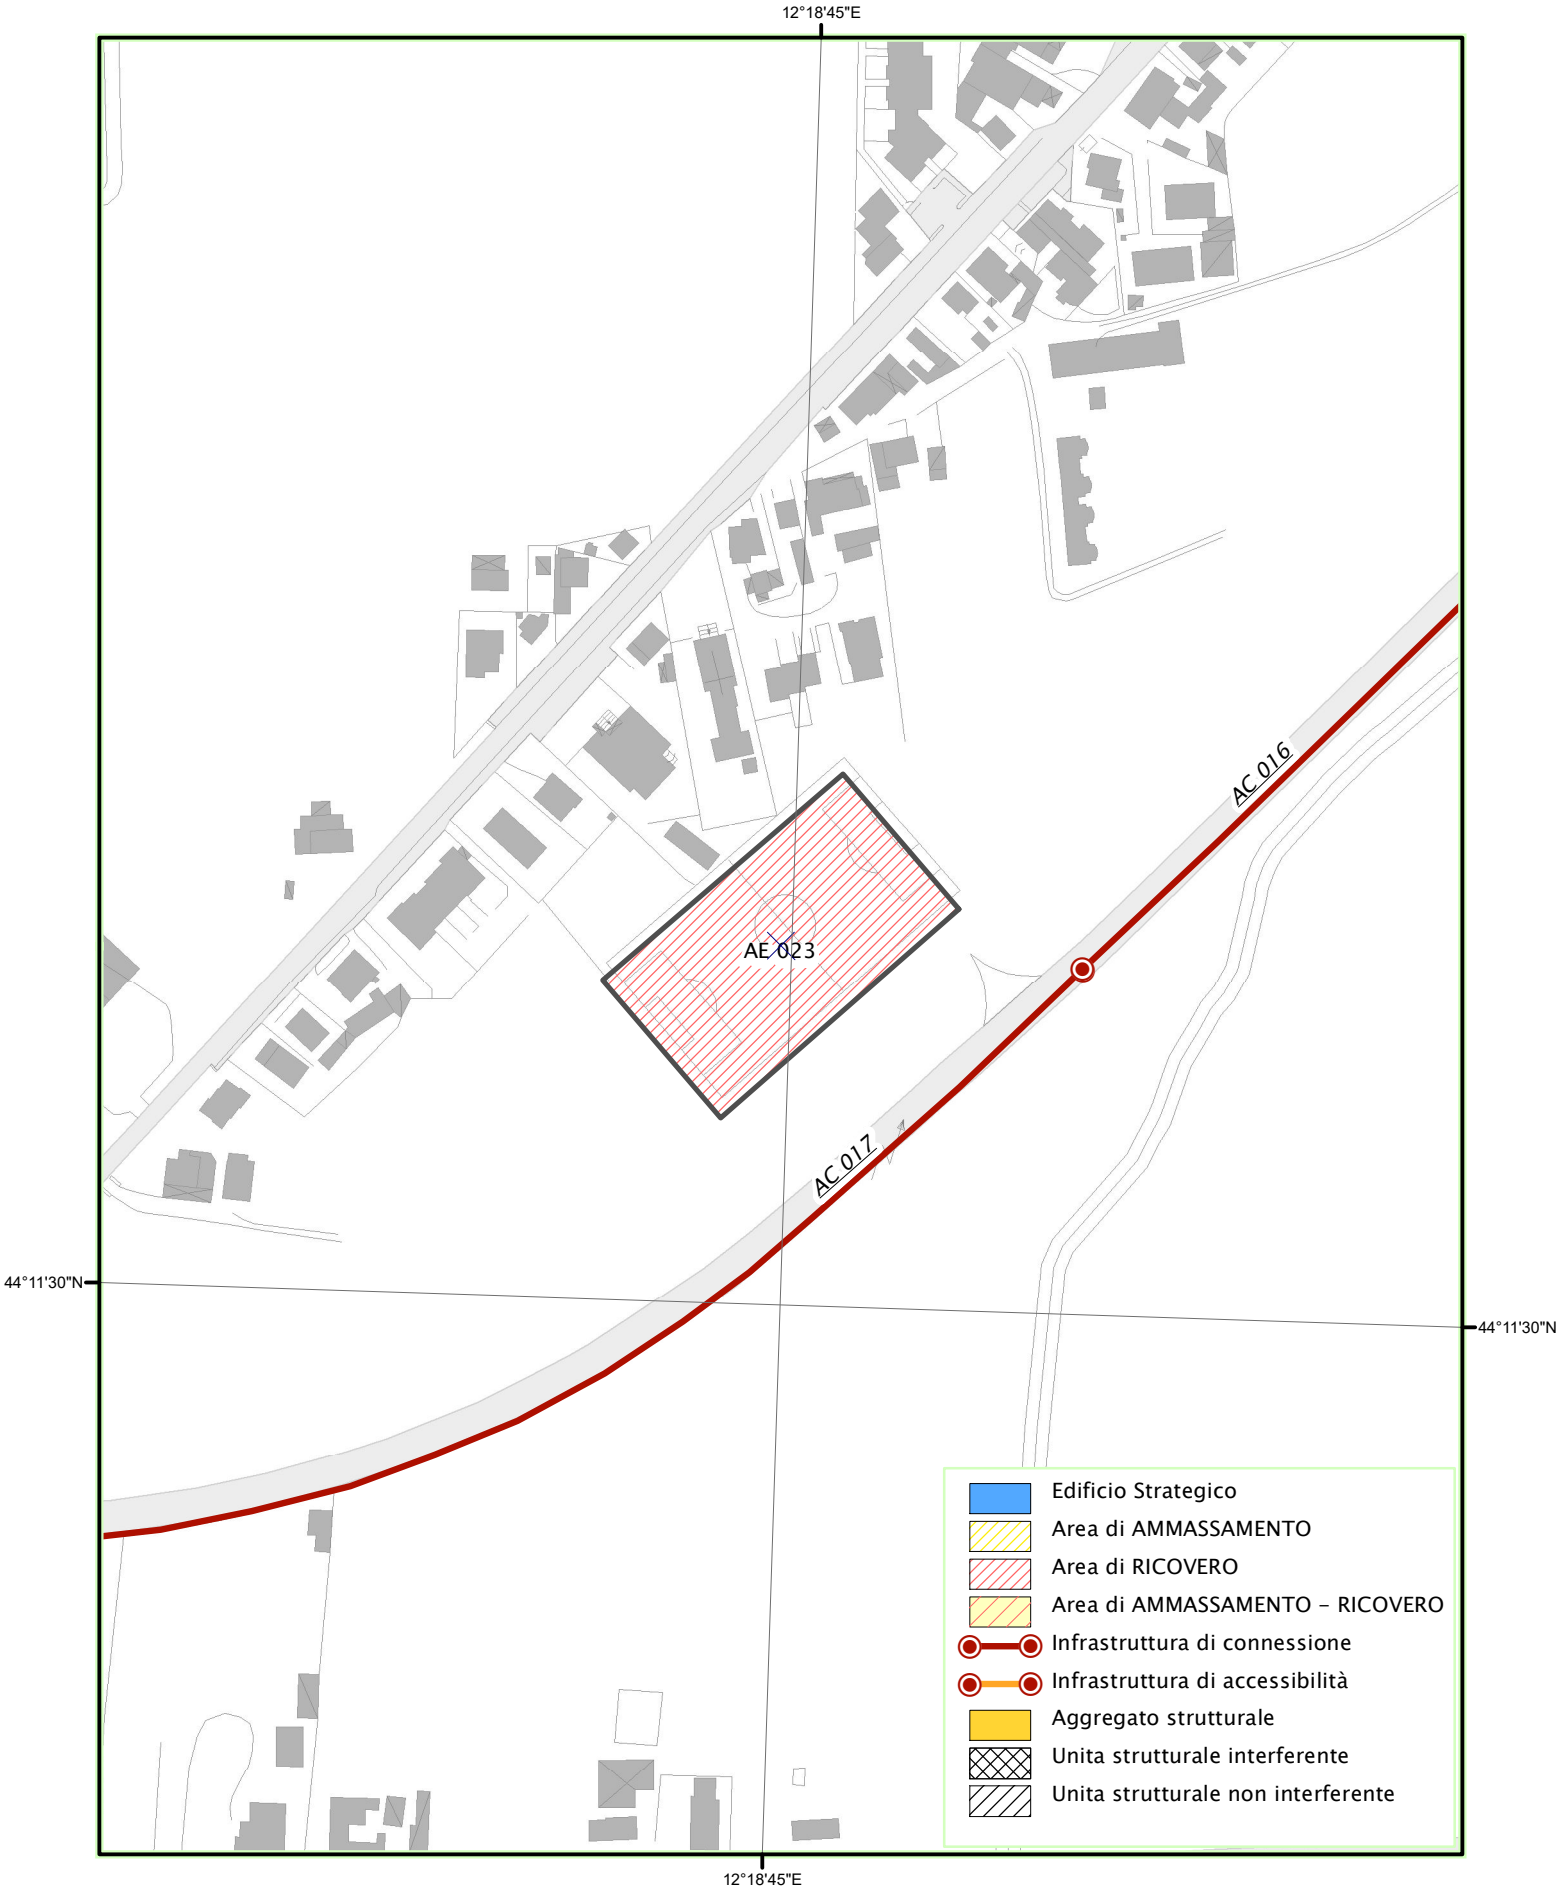 12°18'45"E
AC 016
AE 023
AC 017
44°11'30"N
44°11'30"N
Edificio Strategico
Area di AMMASSAMENTO
Area di RICOVERO
Area di AMMASSAMENTO - RICOVERO
Infrastruttura di connessione
Infrastruttura di accessibilità
Aggregato strutturale
Unita strutturale interferente
Unita strutturale non interferente
12°18'45"E